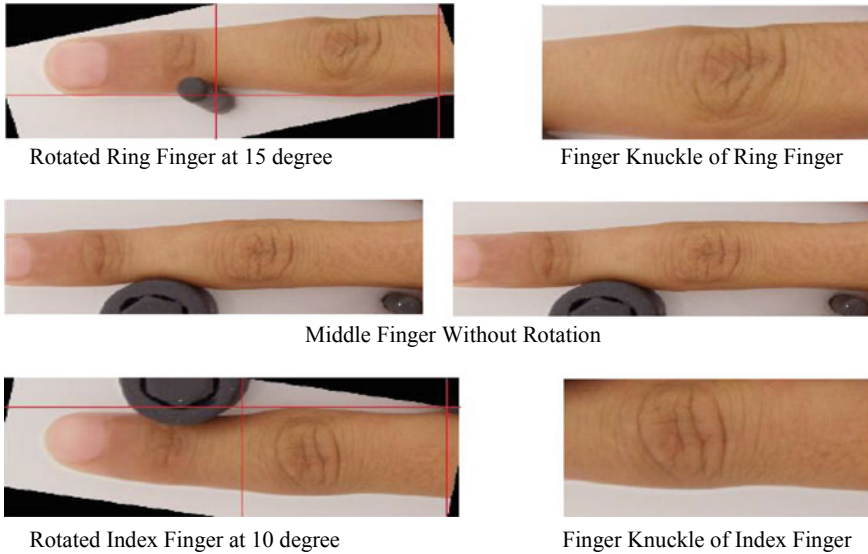 Rotated Ring Finger at 15 degree
Finger Knuckle of Ring Finger
Middle Finger Without Rotation
Rotated Index Finger at 10 degree
Finger Knuckle of Index Finger